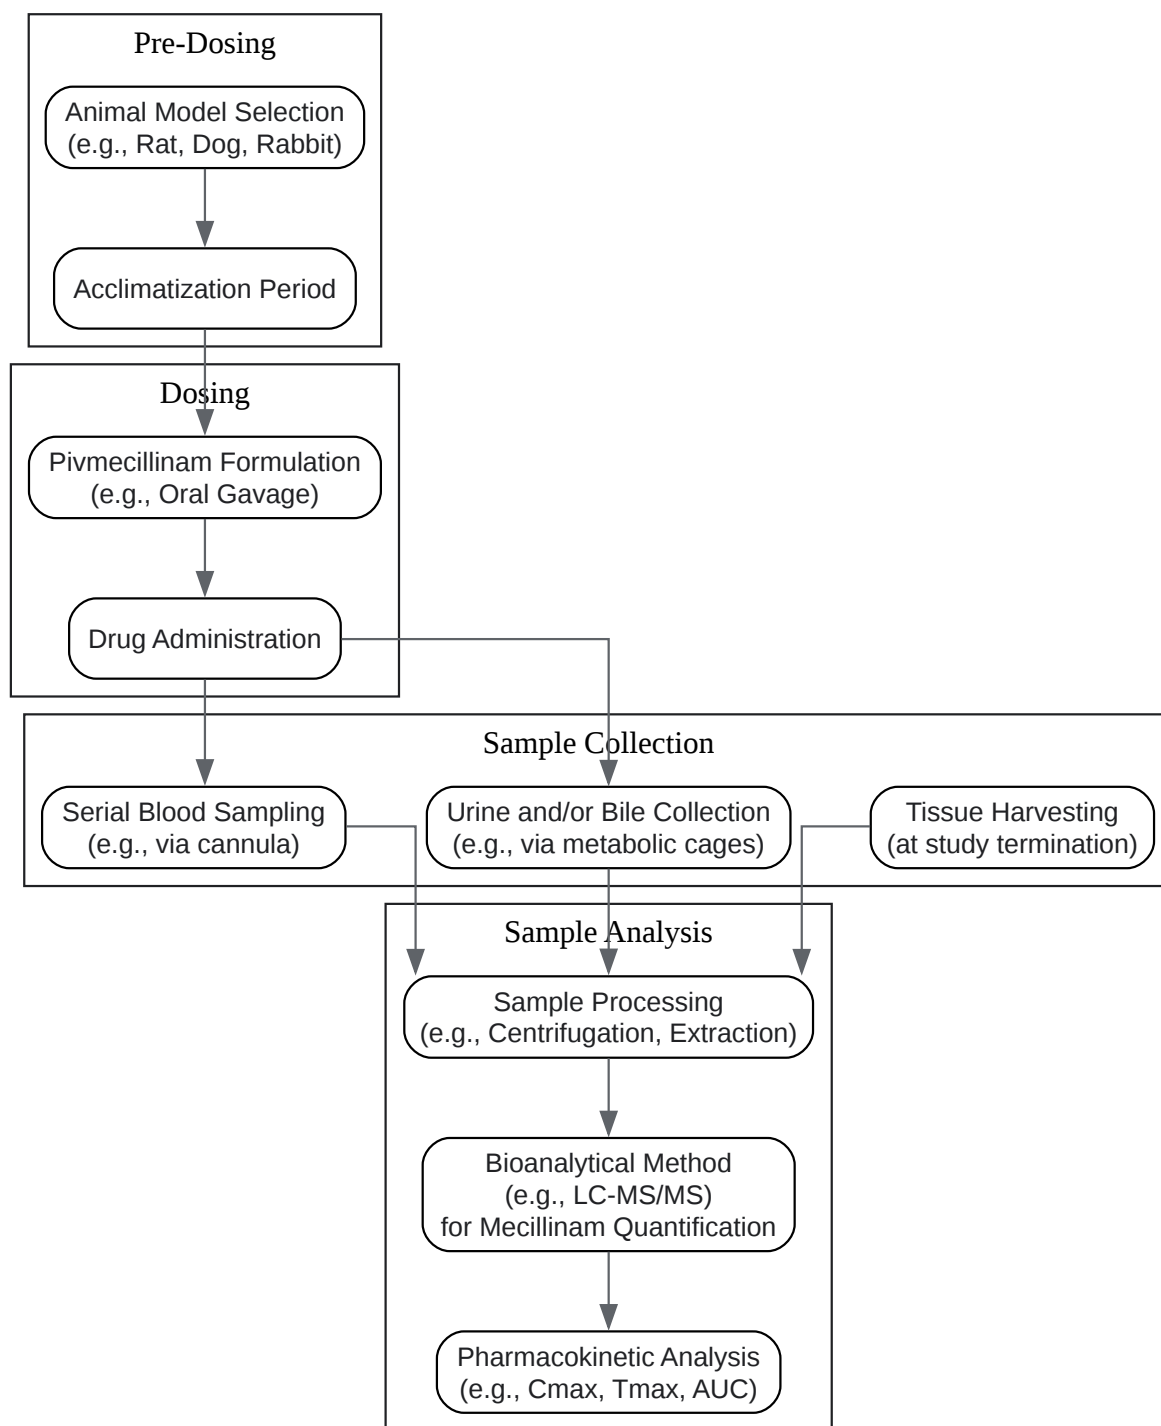 Pre-Dosing
Animal Model Selection
(e.g., Rat, Dog, Rabbit)
Acclimatization Period
Dosing
Pivmecillinam Formulation
(e.g., Oral Gavage)
Drug Administration
Sample Collection
Serial Blood Sampling
(e.g., via cannula)
Urine and/or Bile Collection
(e.g., via metabolic cages)
Tissue Harvesting
(at study termination)
Sample Analysis
Sample Processing
(e.g., Centrifugation, Extraction)
Bioanalytical Method
(e.g., LC-MS/MS)
for Mecillinam Quantification
Pharmacokinetic Analysis
(e.g., Cmax, Tmax, AUC)